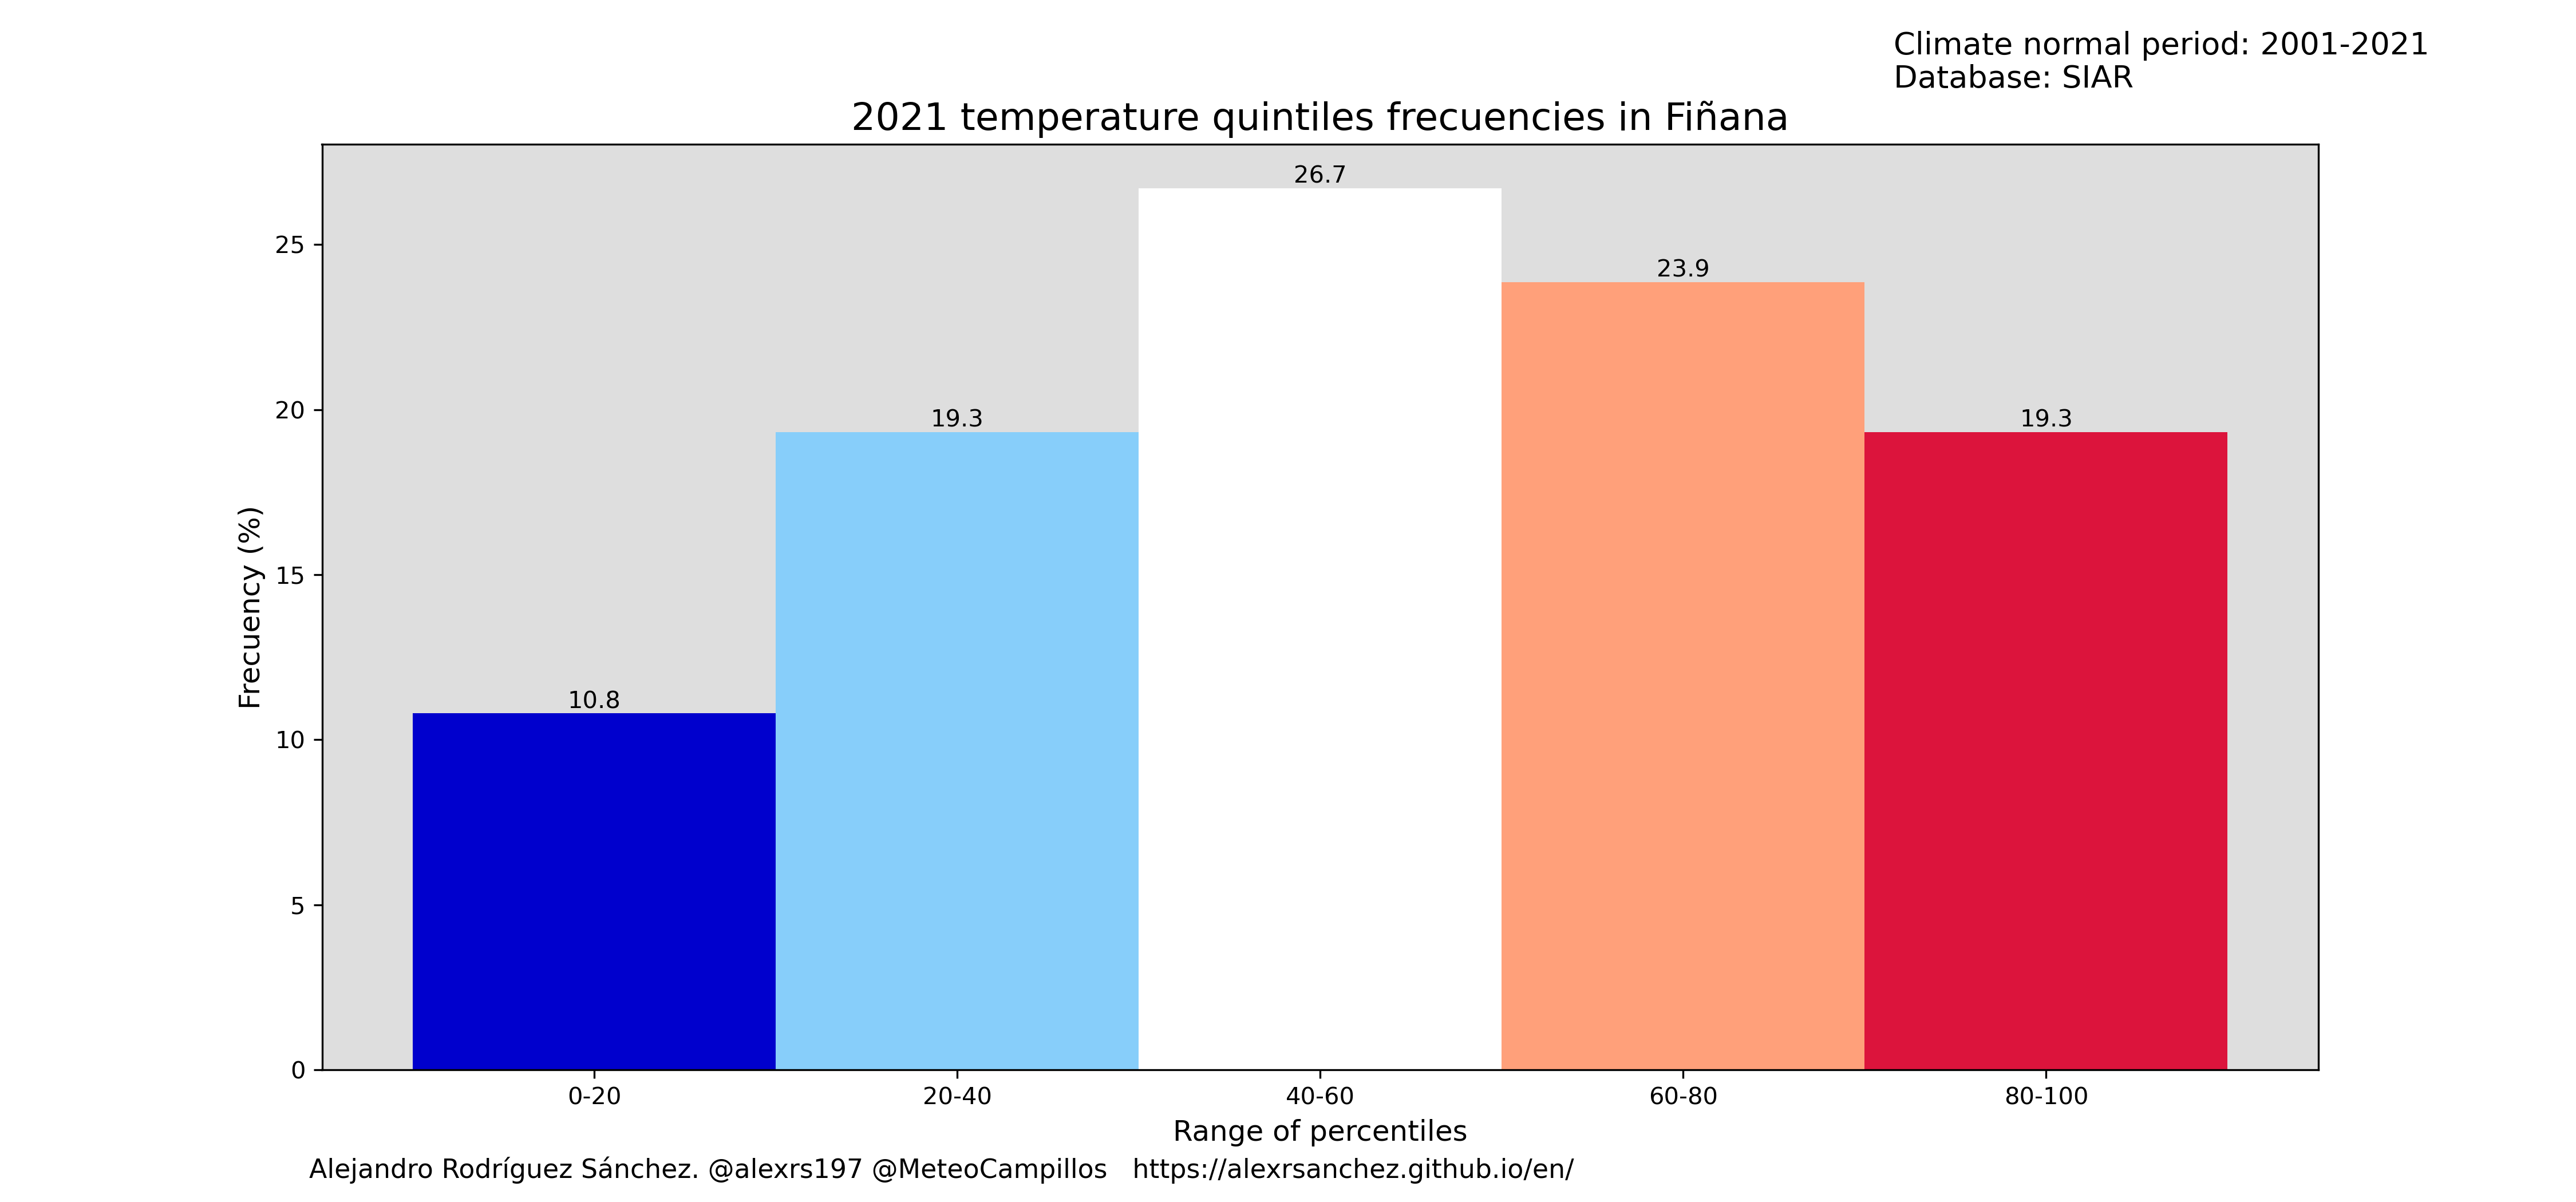 Climate normal period: 2001-2021
Database: SIAR
2021 temperature quintiles frecuencies in Fiñana
26.7
25
23.9
20
19.3
19.3
Frecuency (%)
15
10.8
10
5
0
0-20 20-40 40-60 60-80 80-100
Range of percentiles
Alejandro Rodríguez Sánchez. @alexrs197 @MeteoCampillos https://alexrsanchez.github.io/en/